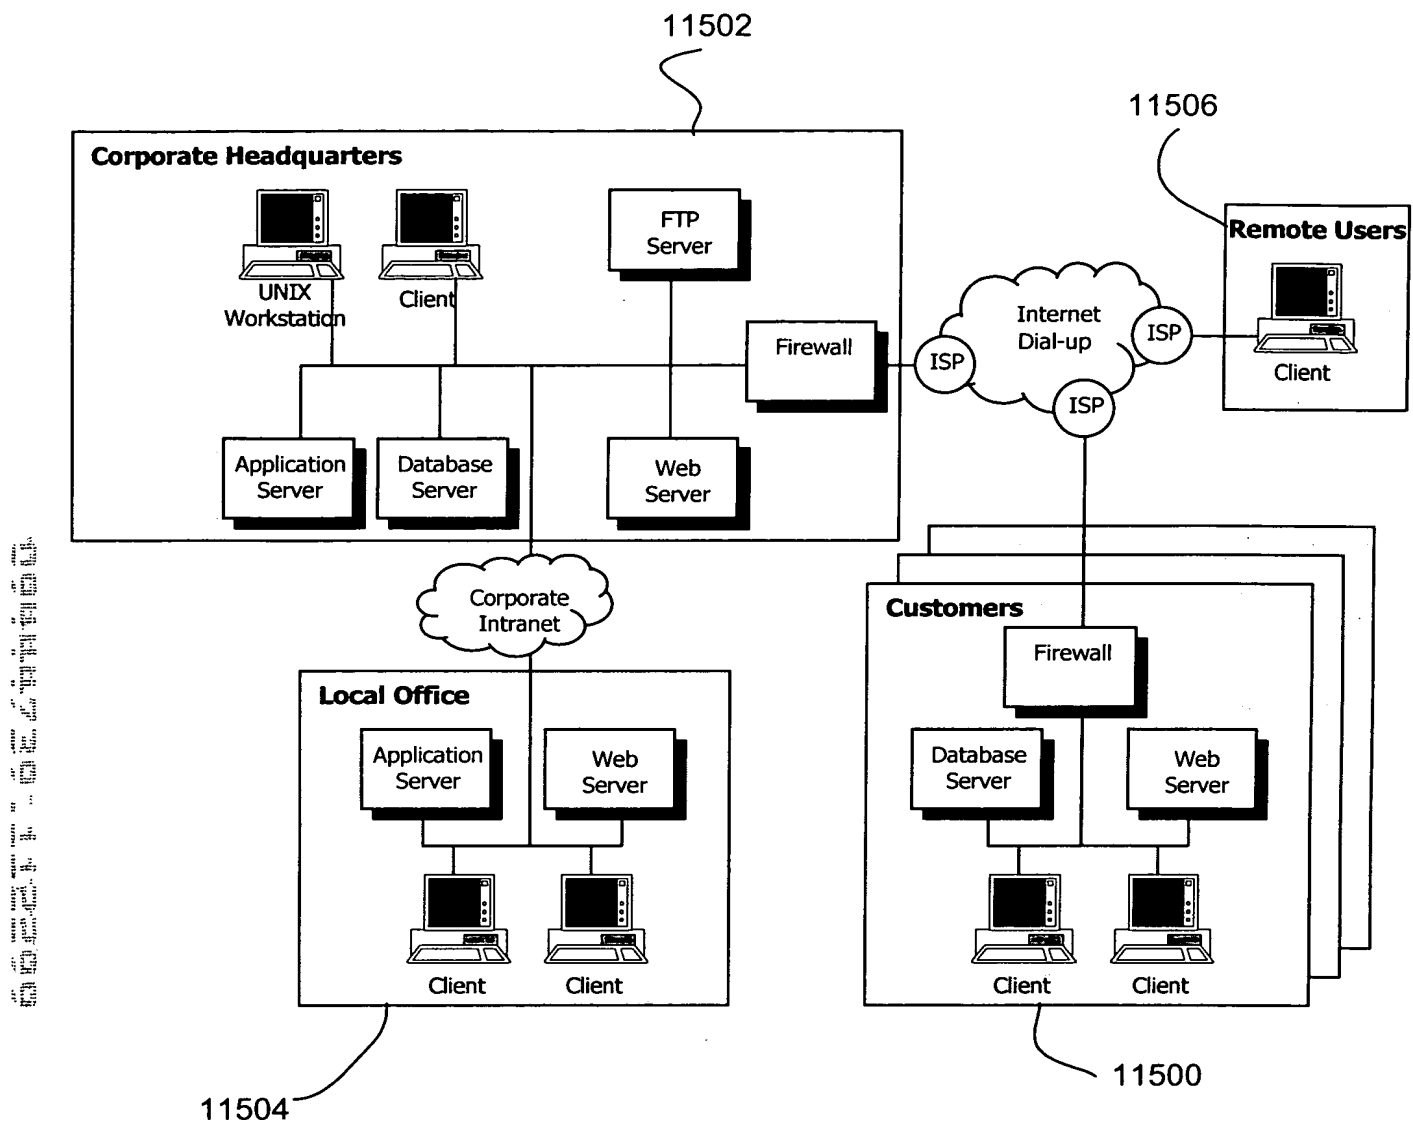 11502
11506
Corporate Headquarters
FTP
Server
Remote Users
UNIX
Workstation
Client
Internet
Dial-up
ISP
ISP
ISP
Firewall
Client
Application
Server
Database
Server
Web
Server
Corporate
Intranet
Customers
Firewall
Local Office
Application
Server
Web
Server
Database
Server
Web
Server
Client
Client
Client
Client
11500
11504